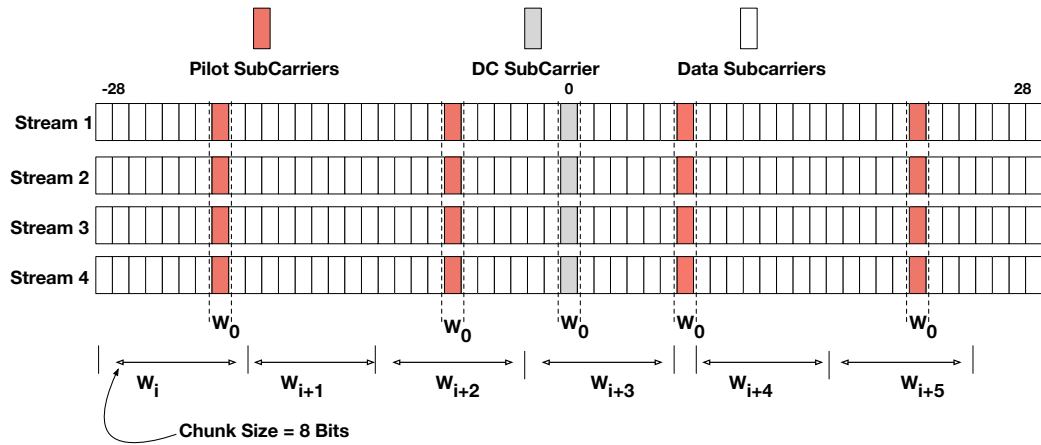 Pilot SubCarriers DC SubCarrier Data Subcarriers
-28 0 28
Stream 1
Stream 2
Stream 3
Stream 4
W0 W0 W0 W0 W0
Wi Wi+1 Wi+2 Wi+3 Wi+4 Wi+5
Chunk Size = 8 Bits